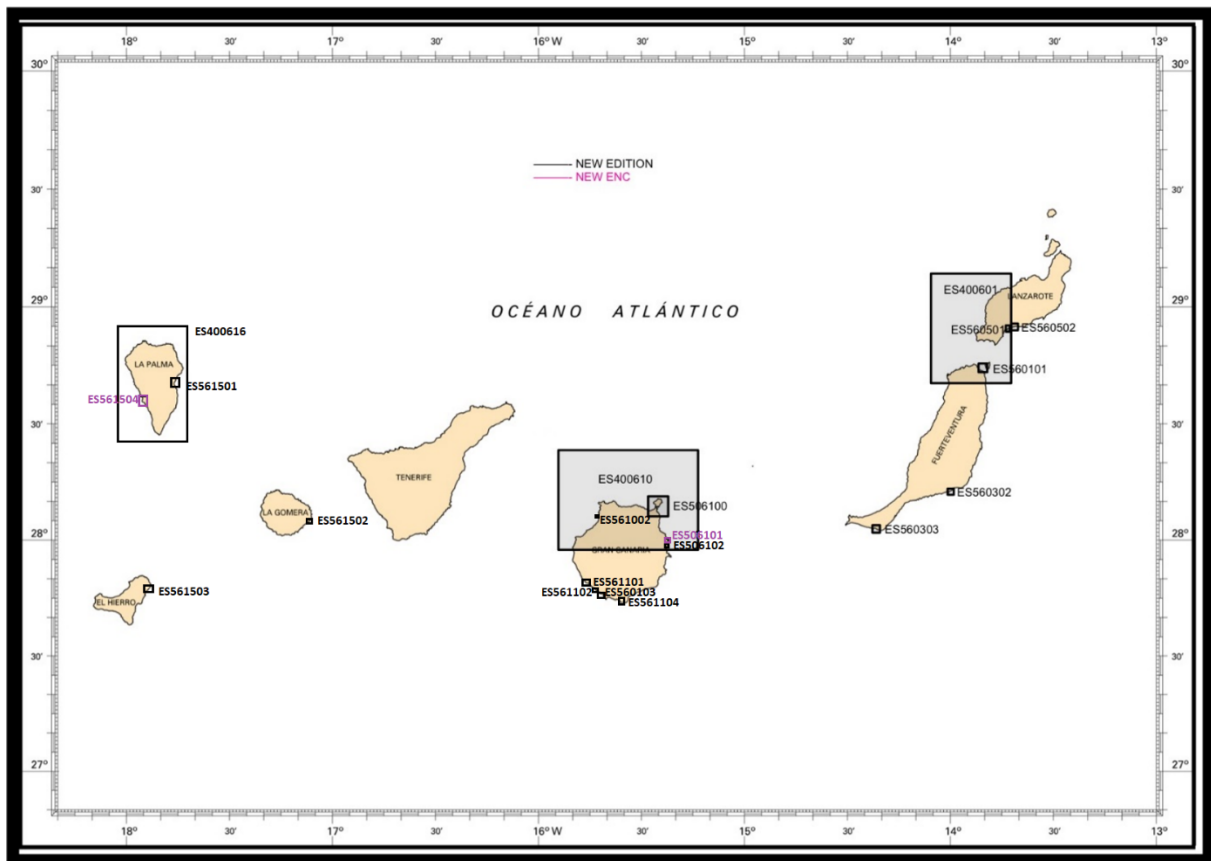 18° 30' 17° 30' 16° W 30' 15° 30' 14° 30' 13°
30° 30°
NEW EDITION
NEW ENC
30' 30'
ES400601
LANZAROTE
29° 29°
OCÉANO ATLÁNTICO
ES400616
ES560501
ES560502
LA PALMA
ES560101
ES561501
ES561504
30' 30'
FUERTEVENTURA
TENERIFE
ES400610
ES560302
ES506100
LA GOMERA
ES561502
ES561002
ES560303
28° 28°
ES506101
ES506102
GRAN CANARIA
ES561101
ES561503
ES561102
ES560103
EL HIERRO
ES561104
30' 30'
27° 27°
18° 30' 17° 30' 16° W 30' 15° 30' 14° 30' 13°